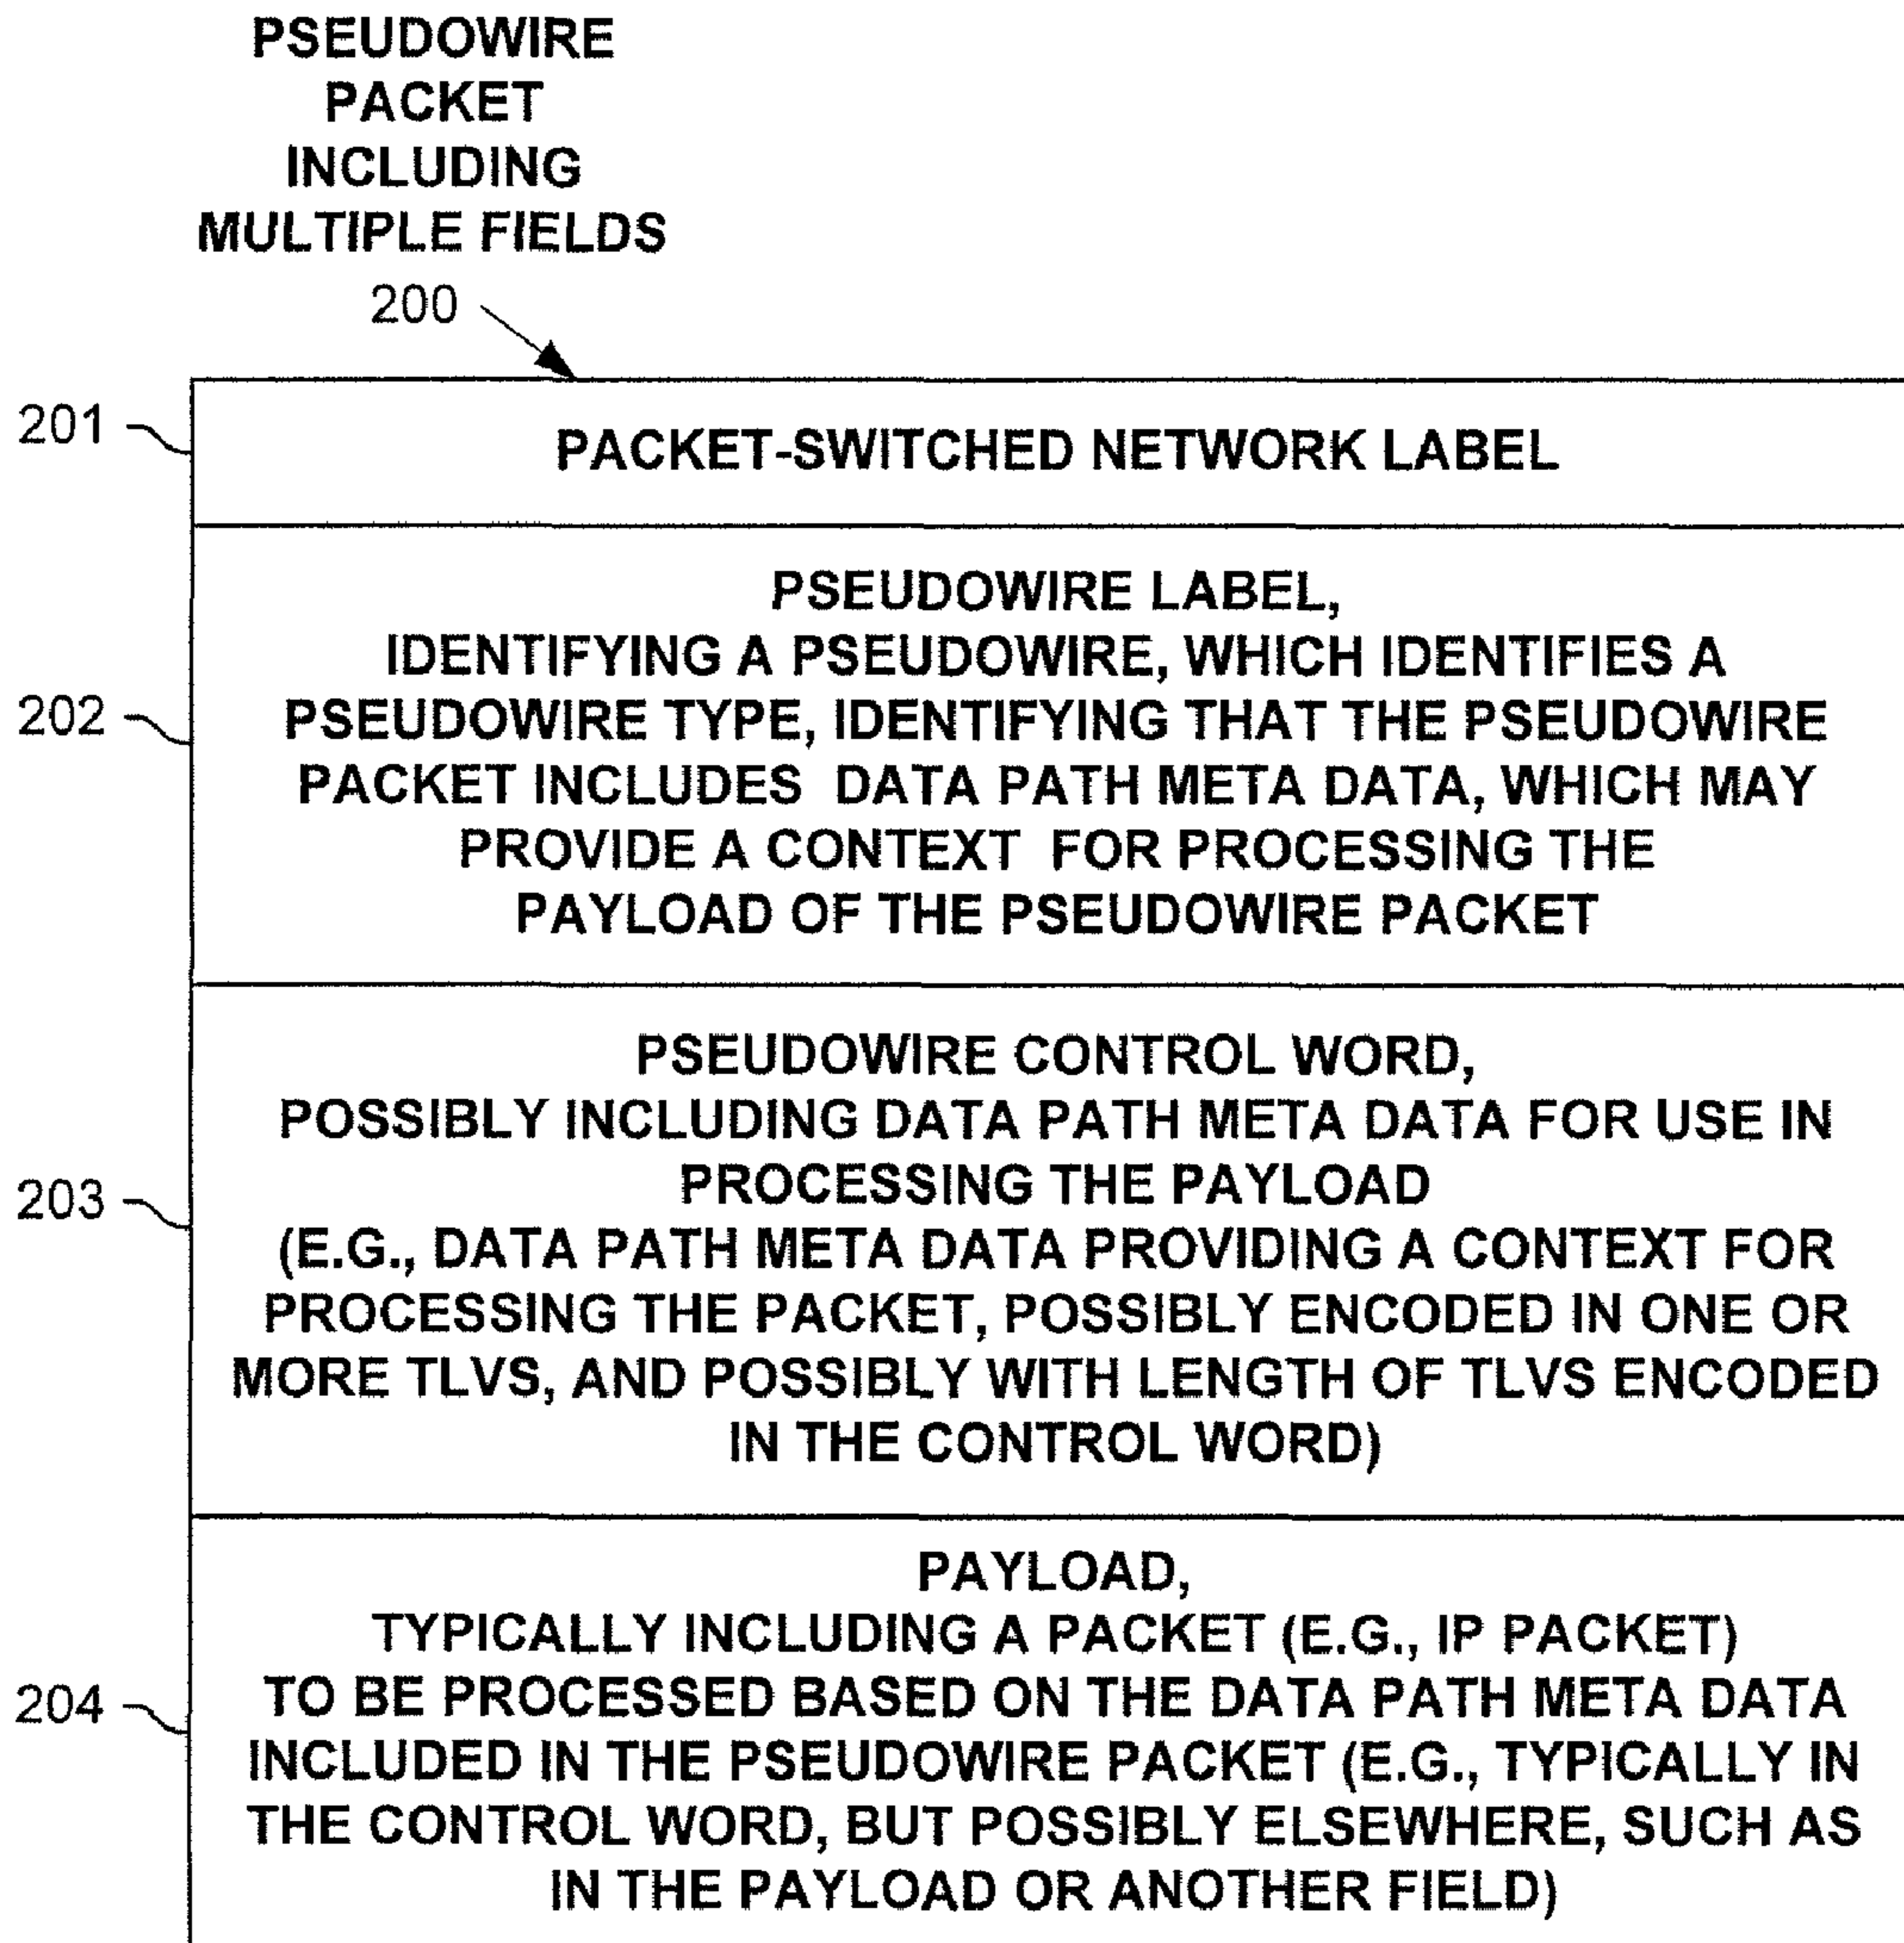 PSEUDOWIRE
PACKET
INCLUDING
MULTIPLE FIELDS
200
201
PACKET-SWITCHED NETWORK LABEL
202
PSEUDOWIRE LABEL,
IDENTIFYING A PSEUDOWIRE, WHICH IDENTIFIES A
PSEUDOWIRE TYPE, IDENTIFYING THAT THE PSEUDOWIRE
PACKET INCLUDES DATA PATH META DATA, WHICH MAY
PROVIDE A CONTEXT FOR PROCESSING THE
PAYLOAD OF THE PSEUDOWIRE PACKET
203
PSEUDOWIRE CONTROL WORD,
POSSIBLY INCLUDING DATA PATH META DATA FOR USE IN
PROCESSING THE PAYLOAD
(E.G., DATA PATH META DATA PROVIDING A CONTEXT FOR
PROCESSING THE PACKET, POSSIBLY ENCODED IN ONE OR
MORE TLVS, AND POSSIBLY WITH LENGTH OF TLVS ENCODED
IN THE CONTROL WORD)
204
PAYLOAD,
TYPICALLY INCLUDING A PACKET (E.G., IP PACKET)
TO BE PROCESSED BASED ON THE DATA PATH META DATA
INCLUDED IN THE PSEUDOWIRE PACKET (E.G., TYPICALLY IN
THE CONTROL WORD, BUT POSSIBLY ELSEWHERE, SUCH AS
IN THE PAYLOAD OR ANOTHER FIELD)